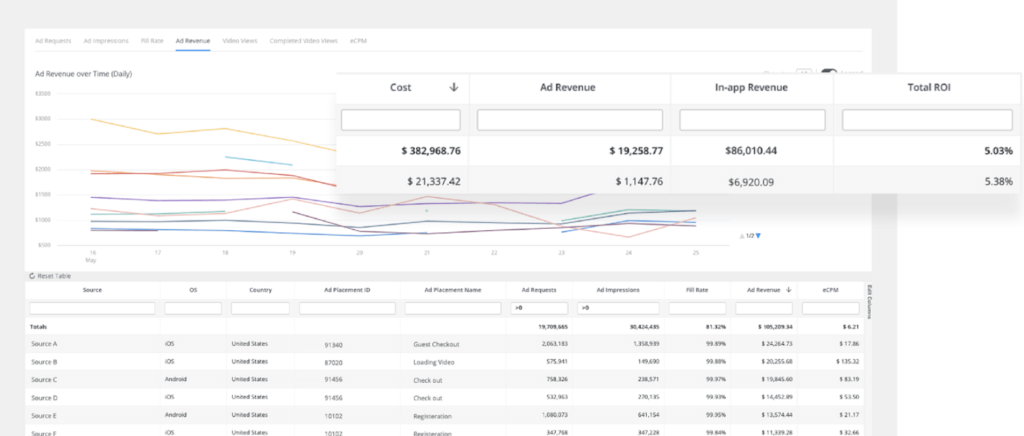 Ad Requests Ad Impressions Fill Rate Ad Revenue Video Views Completed Video Views eCPM
Ad Revenue over Time (Daily)
$3500
$3000
$2500
$2000
$1500
$1000
$500
16 17 18 19 20 21 22 23 24 25
May
1/2
Cost Ad Revenue In-app Revenue Total ROI
$ 382,968.76 $ 19,258.77 $86,010.44 5.03%
$ 21,337.42 $ 1,147.76 $6,920.09 5.38%
Reset Table
Edit Columns
Source OS Country Ad Placement ID Ad Placement Name Ad Requests Ad Impressions Fill Rate Ad Revenue eCPM
>0 >0
Totals 19,709,665 30,424,435 81.32% $ 189,209.34 $ 6.21
Source A iOS United States 91340 Guest Checkout 2,063,183 1,358,939 99.89% $ 24,264.73 $ 17.86
Source B iOS United States 87020 Loading Video 575,941 149,690 99.88% $ 20,255.68 $ 135.32
Source C Android United States 91456 Check out 758,326 238,571 99.97% $ 19,845.60 $ 83.19
Source D iOS United States 91456 Check out 532,963 270,135 99.93% $ 14,452.89 $ 53.50
Source E Android United States 10102 Registeration 1,080,073 641,154 99.95% $ 13,574.44 $ 21.17
Source F iOS United States 10102 Registeration 347,768 347,228 99.84% $ 11,339.26 $ 32.66